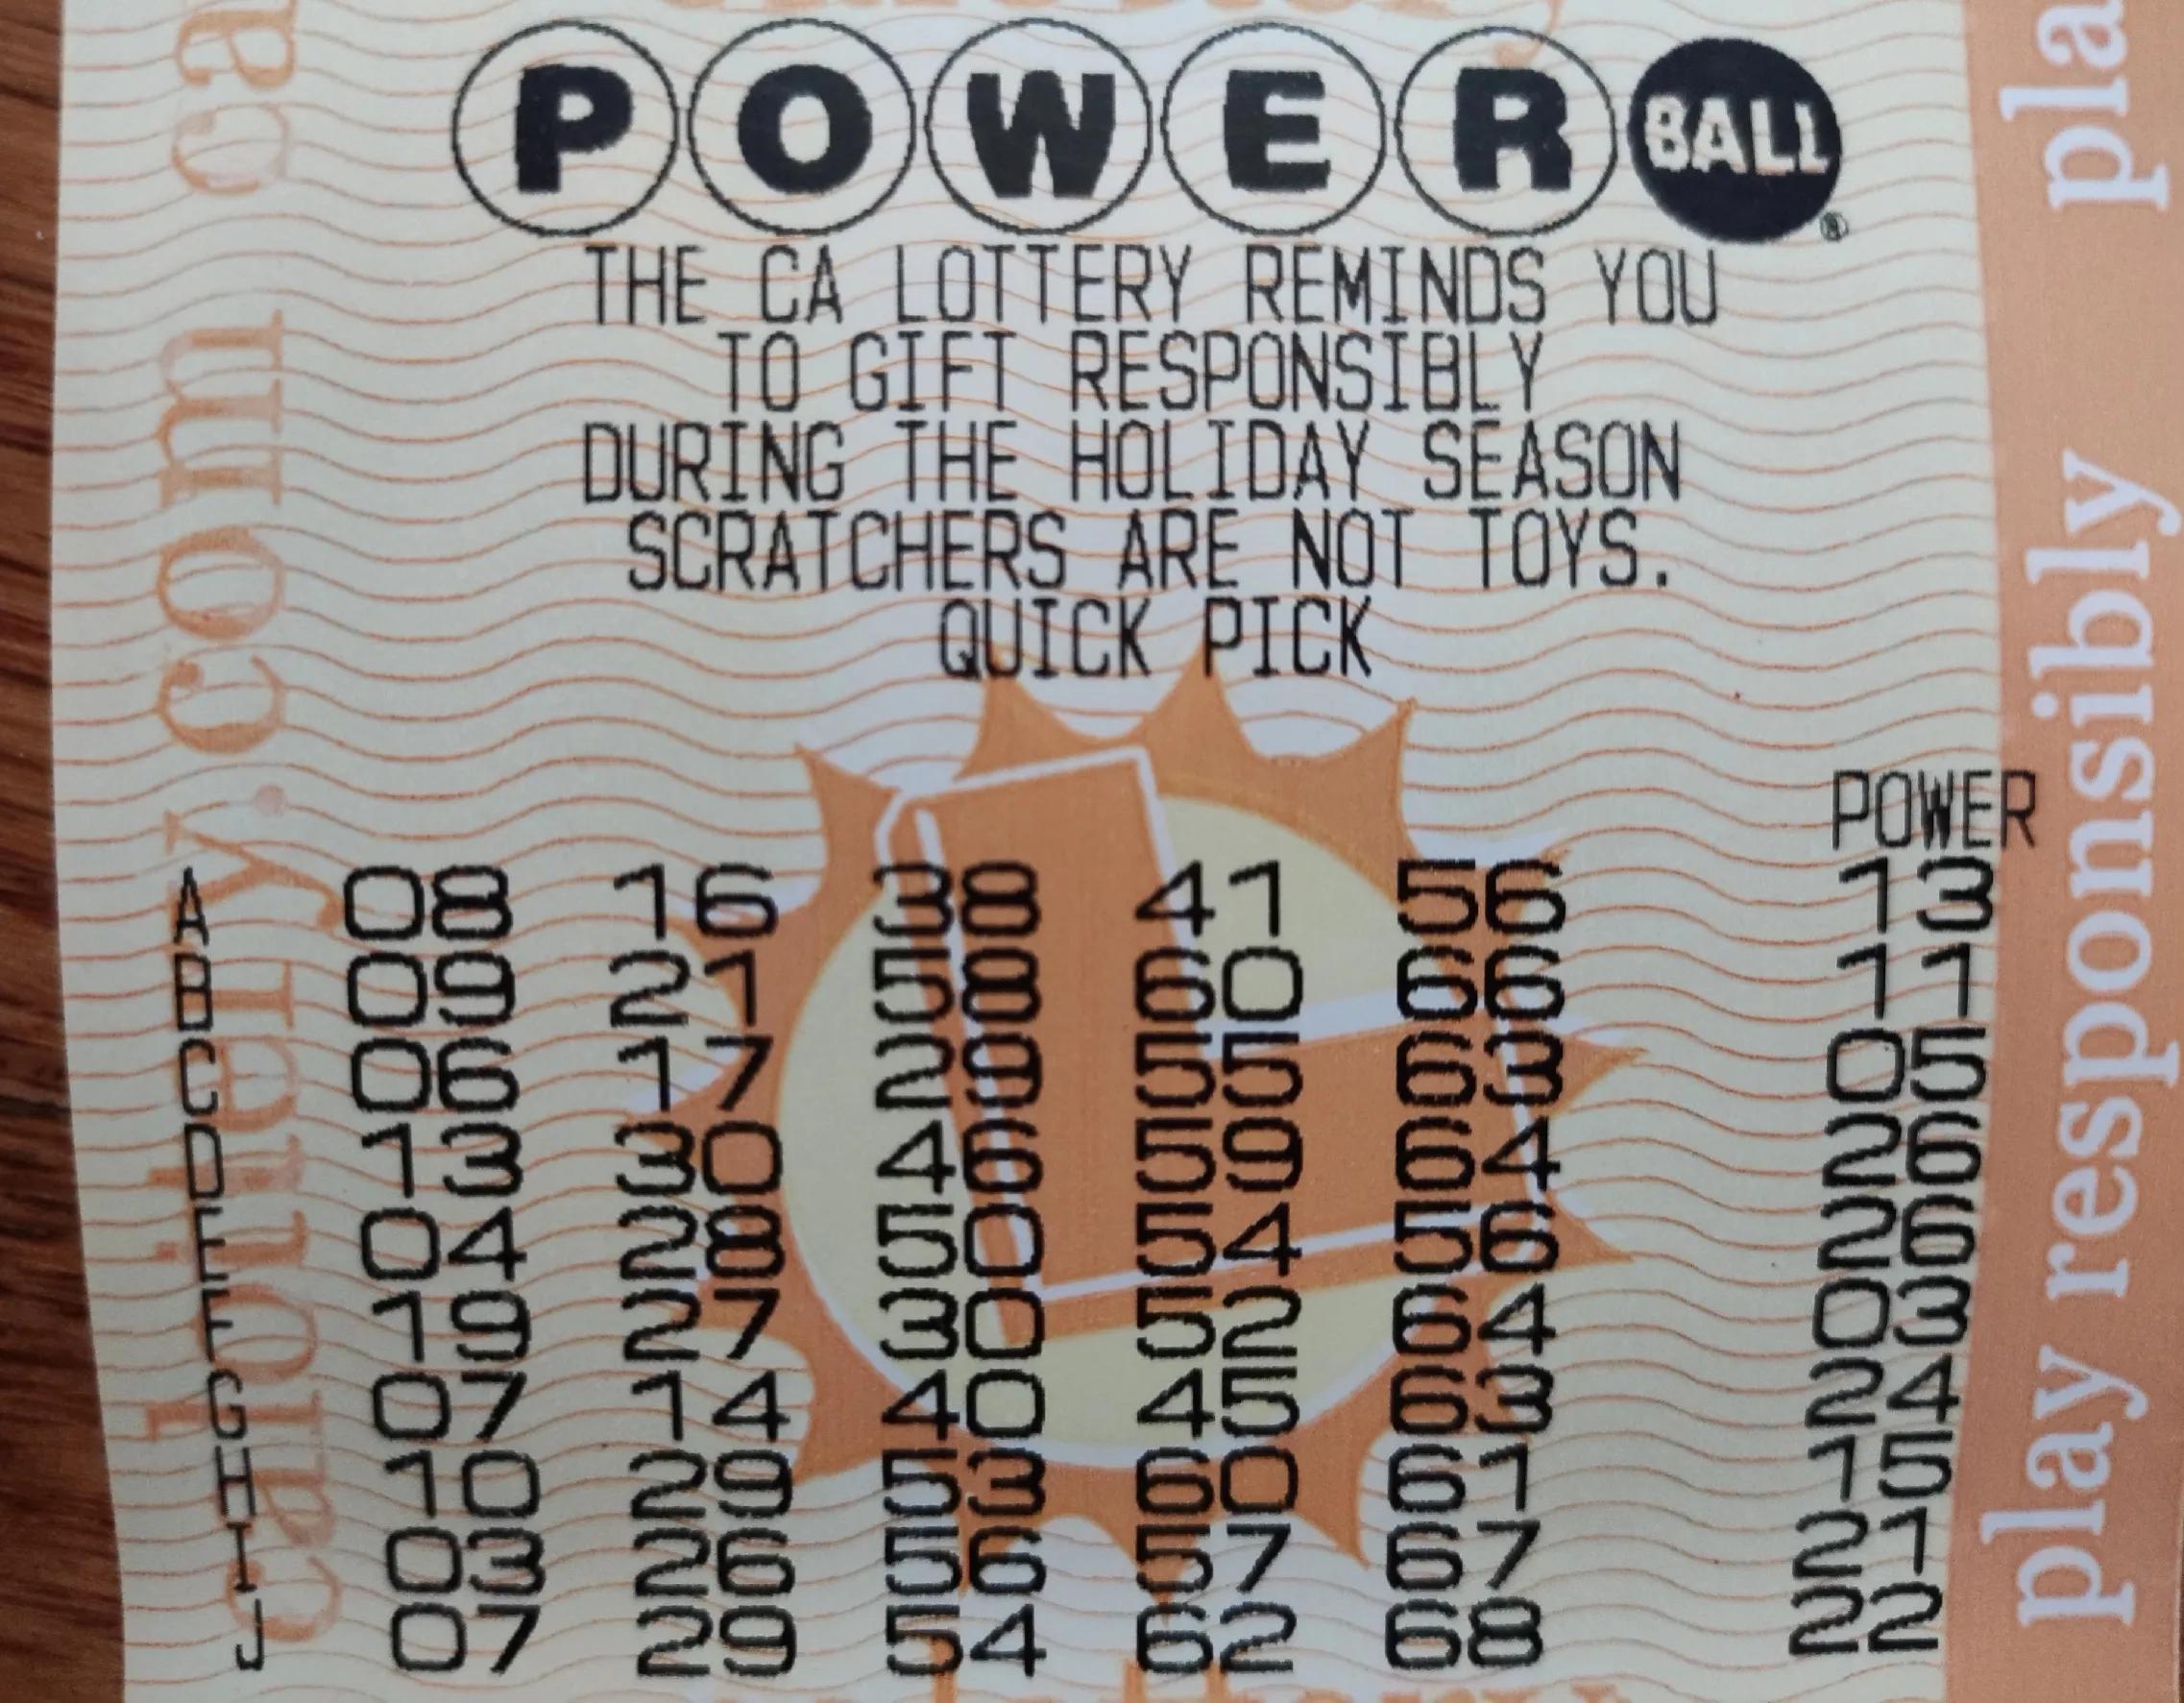 POWER BALL®
THE CA LOTTERY REMINDS YOU
TO GIFT RESPONSIBLY
DURING THE HOLIDAY SEASON
SCRATCHERS ARE NOT TOYS.
QUICK PICK
POWER
A 08 16 38 41 56 13
B 09 21 58 60 66 11
C 06 17 29 55 63 05
D 13 30 46 59 64 26
E 04 28 50 54 56 26
F 19 27 30 52 64 03
G 07 14 40 45 63 24
H 10 29 53 60 61 15
I 03 26 56 57 67 21
J 07 29 54 62 68 22
calottery.com ca
play responsibly pla